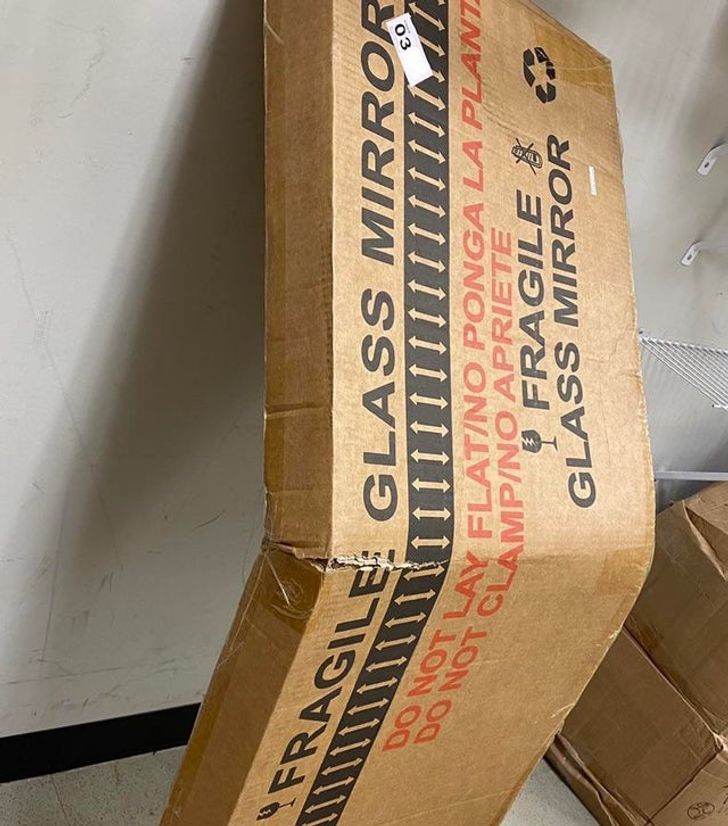 03
FRAGILE GLASS MIRROR
DO NOT LAY FLAT/NO PONGA LA PLANT
DO NOT CLAMP/NO APRIETE
FRAGILE
GLASS MIRROR